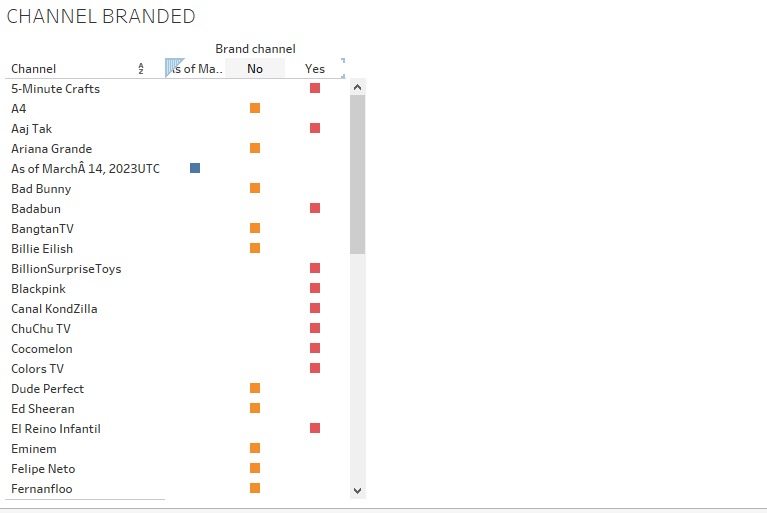 CHANNEL BRANDED
Brand channel
Channel s of Ma.. No Yes
5-Minute Crafts
A4
Aaj Tak
Ariana Grande
As of MarchÂ 14, 2023UTC
Bad Bunny
Badabun
BangtanTV
Billie Eilish
BillionSurpriseToys
Blackpink
Canal KondZilla
ChuChu TV
Cocomelon
Colors TV
Dude Perfect
Ed Sheeran
El Reino Infantil
Eminem
Felipe Neto
Fernanfloo